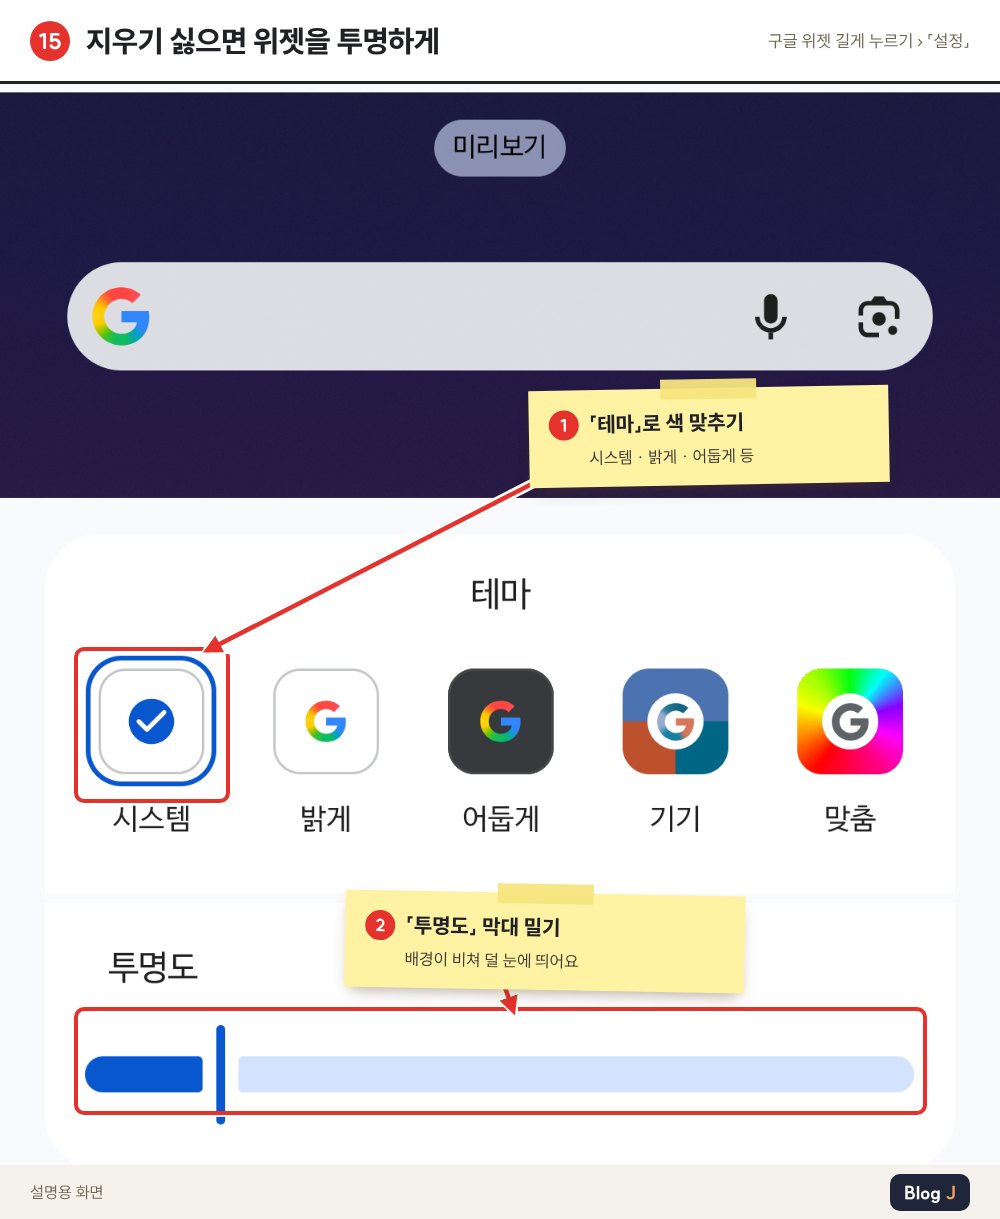 15 지우기 싫으면 위젯을 투명하게
구글 위젯 길게 누르기 › 「설정」
미리보기
1 「테마」로 색 맞추기
시스템 · 밝게 · 어둡게 등
테마
시스템 밝게 어둡게 기기 맞춤
2 「투명도」 막대 밀기
배경이 비쳐 덜 눈에 띄어요
투명도
설명용 화면
Blog J